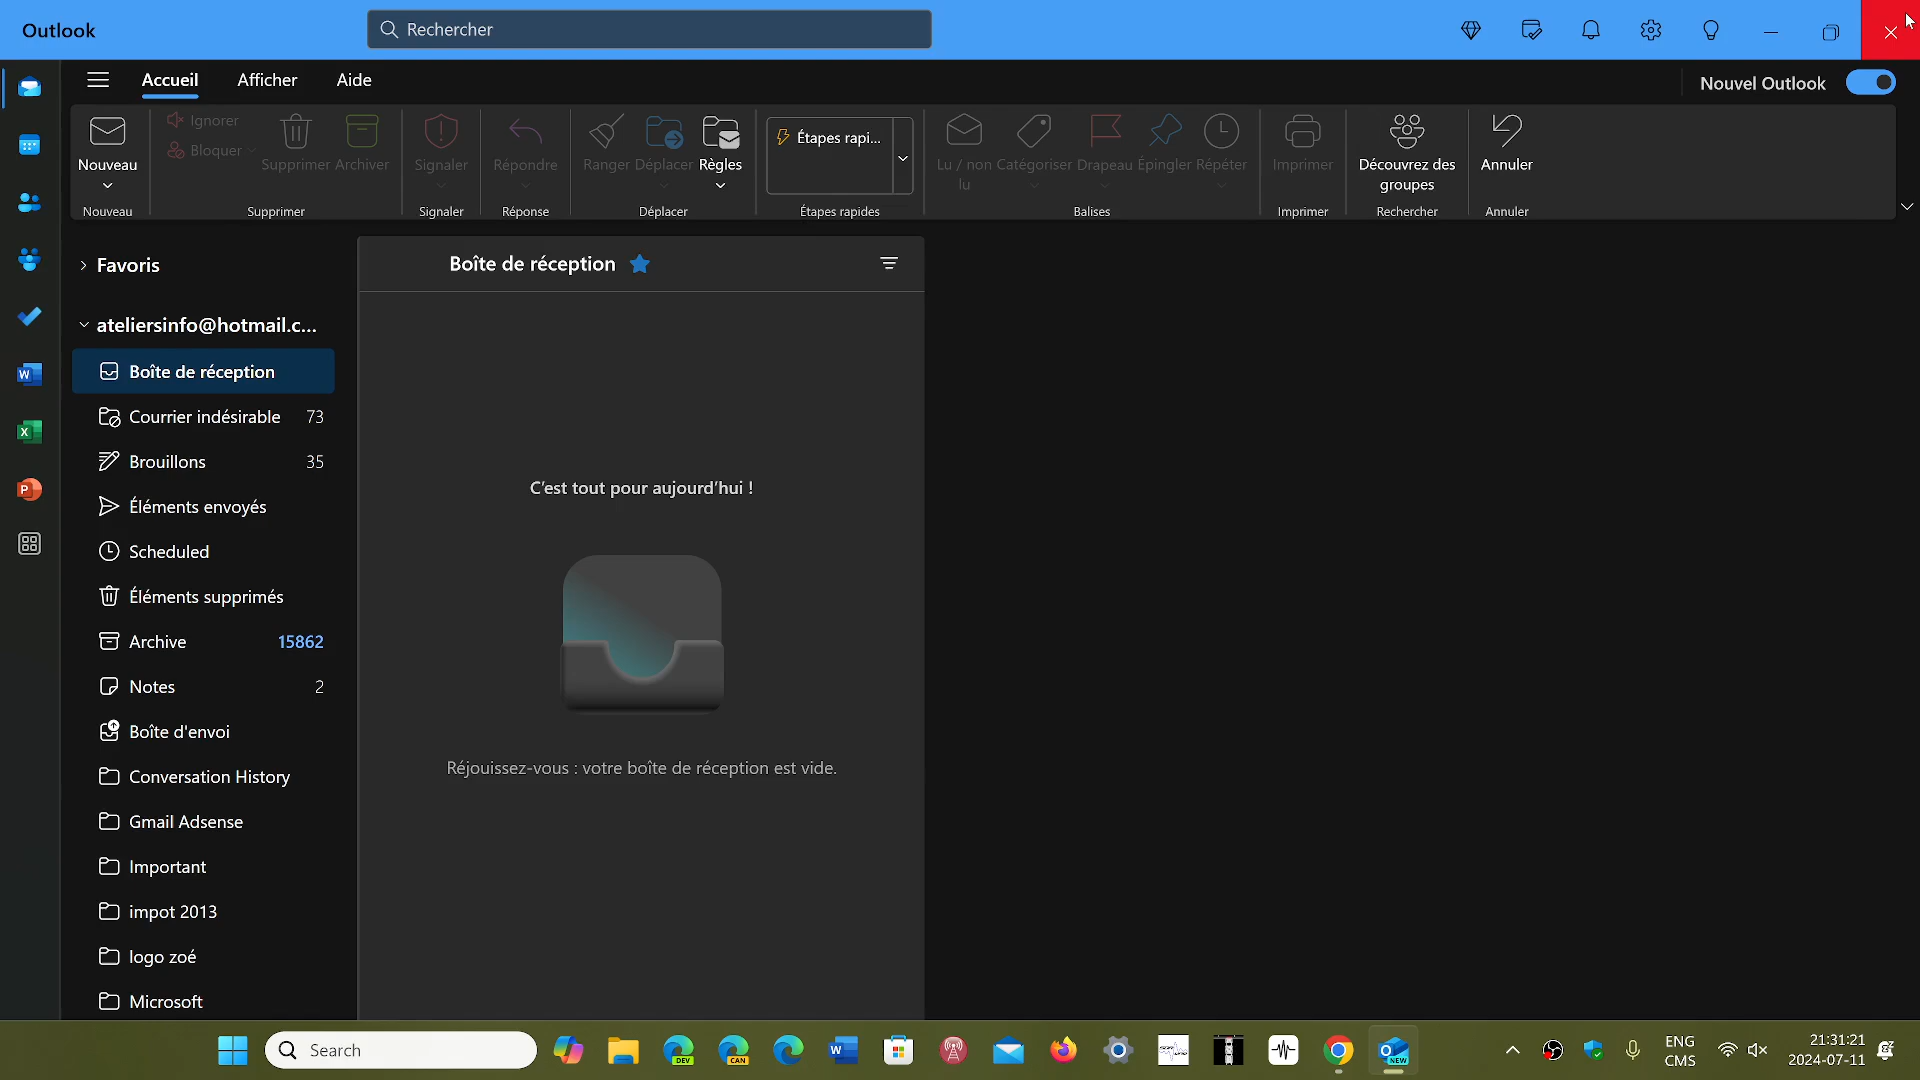 Outlook
Rechercher
Accueil
Afficher
Aide
Nouvel Outlook
Nouveau
Ignorer
Bloquer
Supprimer
Archiver
Signaler
Répondre
Ranger
Déplacer
Règles
Étapes rapi...
Lu / non
lu
Catégoriser
Drapeau
Épingler
Répéter
Imprimer
Découvrez des
groupes
Annuler
Nouveau
Supprimer
Signaler
Réponse
Déplacer
Étapes rapides
Balises
Imprimer
Rechercher
Annuler
Favoris
ateliersinfo@hotmail.c...
Boîte de réception
Courrier indésirable 73
Brouillons 35
Éléments envoyés
Scheduled
Éléments supprimés
Archive 15862
Notes 2
Boîte d'envoi
Conversation History
Gmail Adsense
Important
impot 2013
logo zoé
Microsoft
Boîte de réception
C'est tout pour aujourd'hui !
Réjouissez-vous : votre boîte de réception est vide.
Search
DEV
CAN
NEW
ENG
CMS
21:31:21
2024-07-11